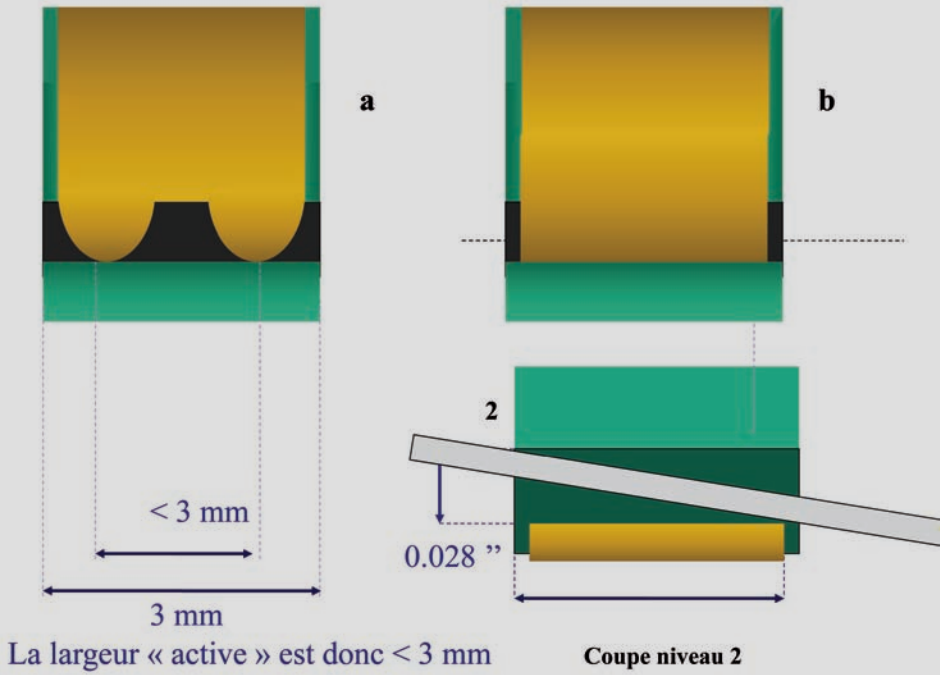 a
b
2
< 3 mm
0.028 ”
3 mm
La largeur « active » est donc < 3 mm
Coupe niveau 2